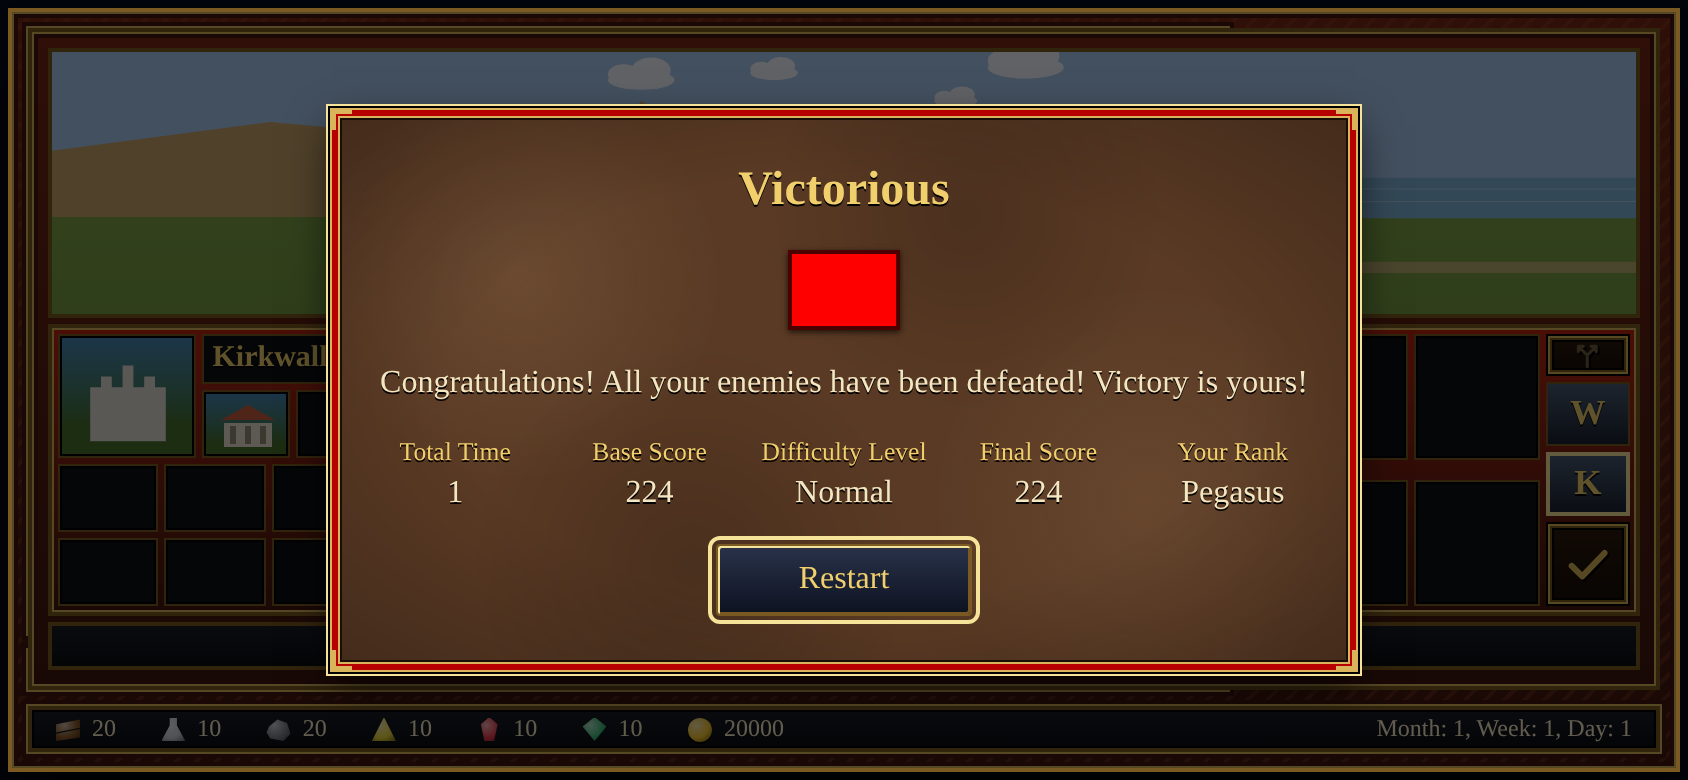 Victorious
Congratulations! All your enemies have been defeated! Victory is yours!
Total Time Base Score Difficulty Level Final Score Your Rank
1 224 Normal 224 Pegasus
Restart
Kirkwall
W
K
20 10 20 10 10 10 20000 Month: 1, Week: 1, Day: 1